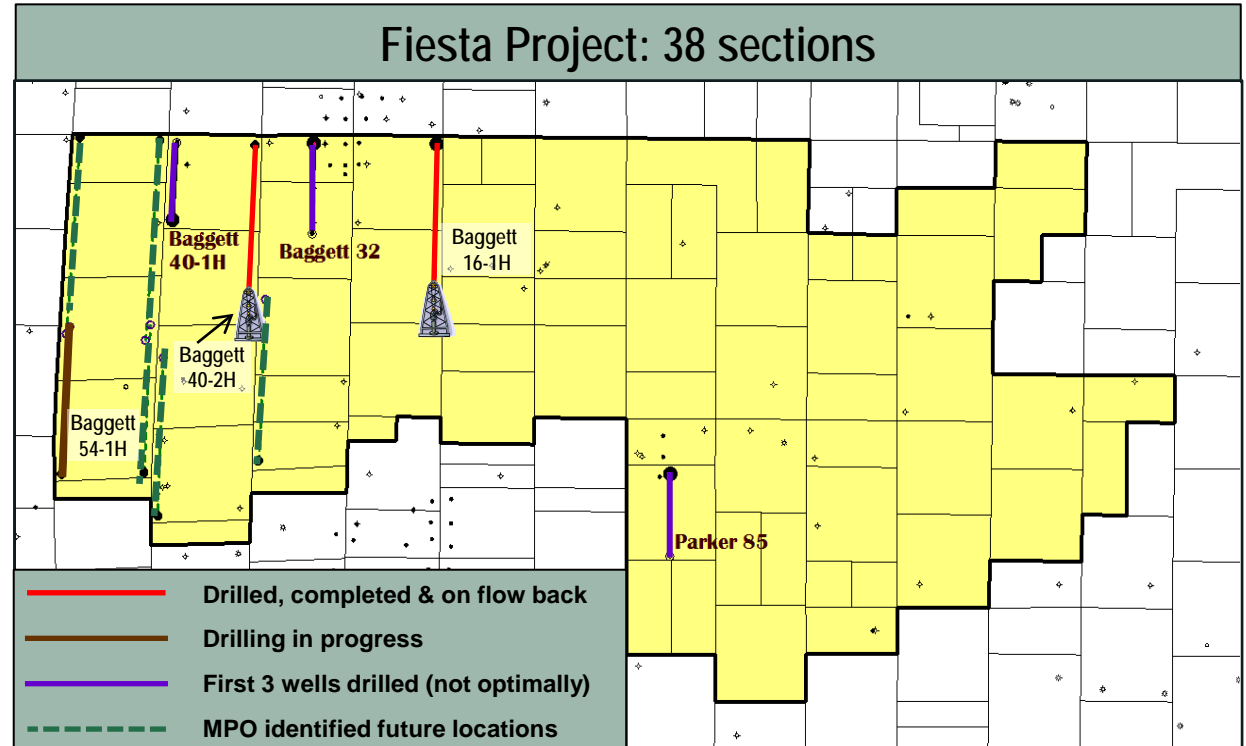 Fiesta Project: 38 sections
Baggett
40-1H
Baggett 32
Baggett
16-1H
Baggett
40-2H
Baggett
54-1H
Parker 85
Drilled, completed & on flow back
Drilling in progress
First 3 wells drilled (not optimally)
MPO identified future locations